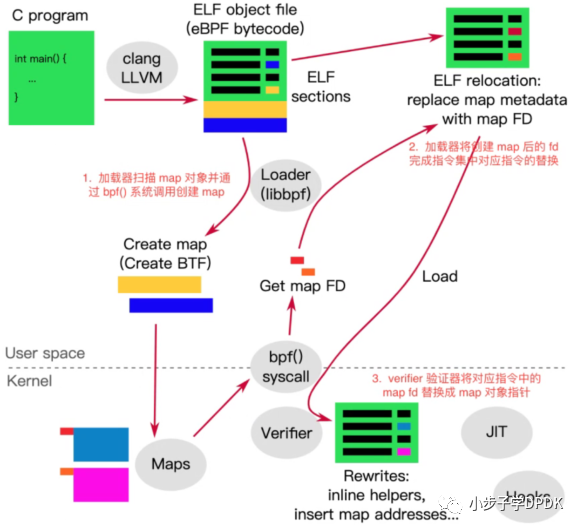 C program
int main() {
...
}
clang
LLVM
ELF object file
(eBPF bytecode)
ELF
sections
ELF relocation:
replace map metadata
with map FD
1. 加载器扫描 map 对象并通
过 bpf() 系统调用创建 map
Loader
(libbpf)
2. 加载器将创建 map 后的 fd
完成指令集中对应指令的替换
Create map
(Create BTF)
Get map FD
Load
User space
Kernel
bpf()
syscall
3. verifier 验证器将对应指令中的
map fd 替换成 map 对象指针
Maps
Verifier
JIT
Rewrites:
inline helpers,
insert map addresses...
Hooks
小步子学DPDK